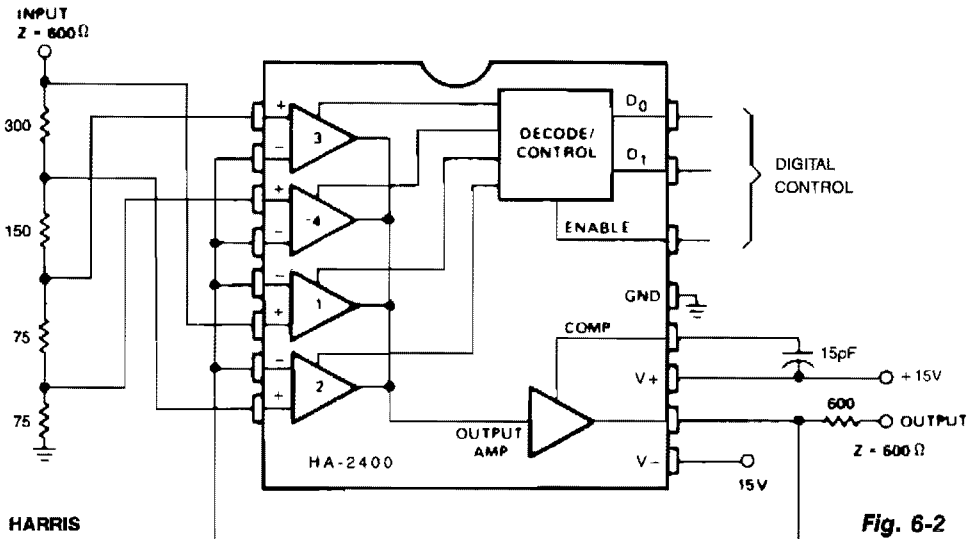 INPUT
Z - 600Ω
300
150
75
75
+
-
3
+
-
-4
-
+
1
-
+
2
DECODE/
CONTROL
D0
D1
ENABLE
DIGITAL
CONTROL
GND
COMP
15pF
V+
+15V
600
OUTPUT
Z - 600Ω
OUTPUT
AMP
V-
15V
HA-2400
HARRIS
Fig. 6-2